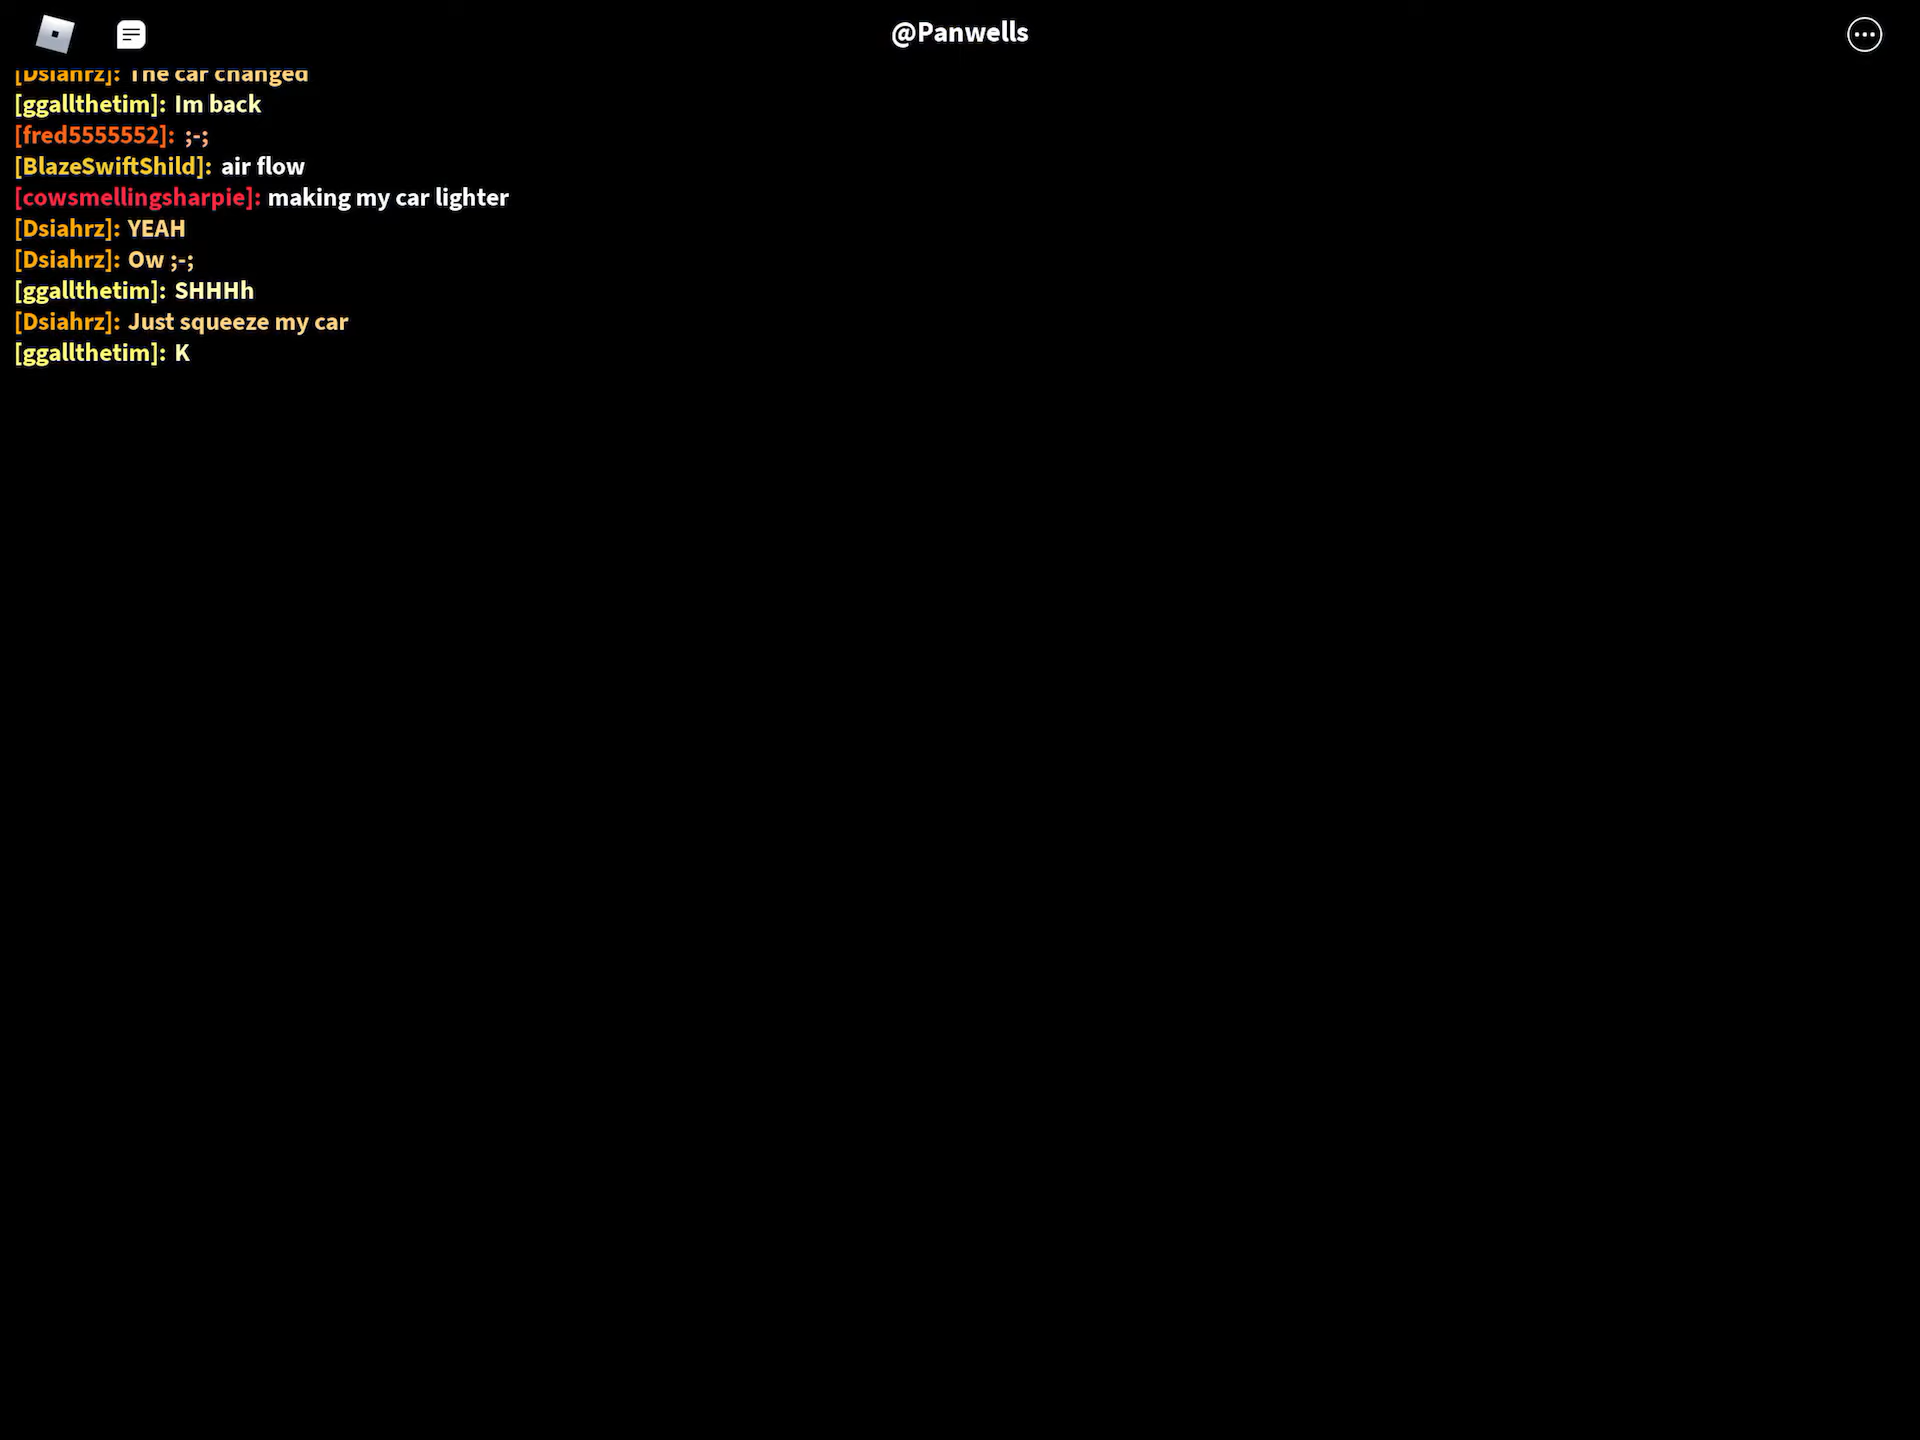 @Panwells
[Dsiahrz]: The car changed
[ggallthetim]: Im back
[fred5555552]: ;-;
[BlazeSwiftShild]: air flow
[cowsmellingsharpie]: making my car lighter
[Dsiahrz]: YEAH
[Dsiahrz]: Ow ;-;
[ggallthetim]: SHHHh
[Dsiahrz]: Just squeeze my car
[ggallthetim]: K